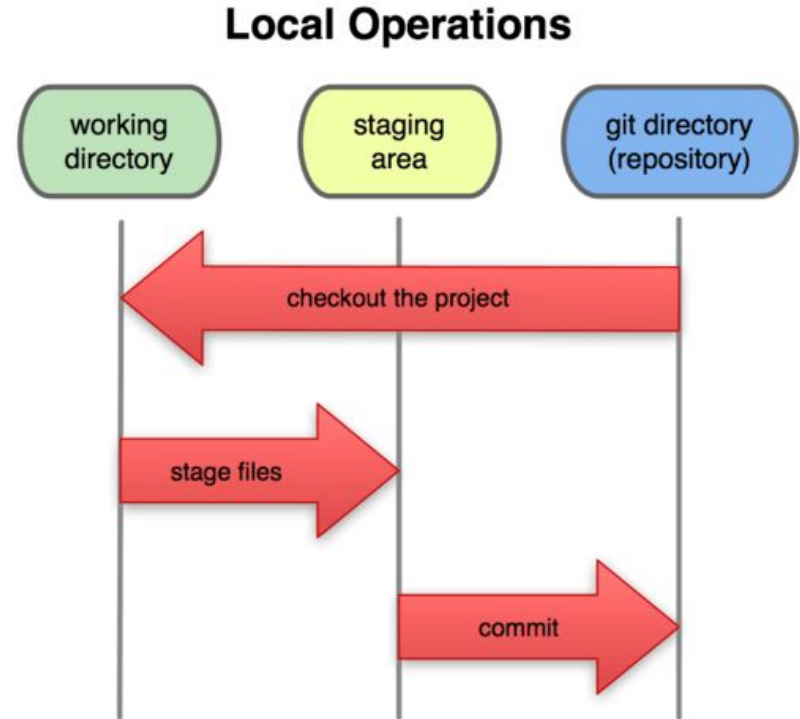 Local Operations
working
directory
staging
area
git directory
(repository)
checkout the project
stage files
commit